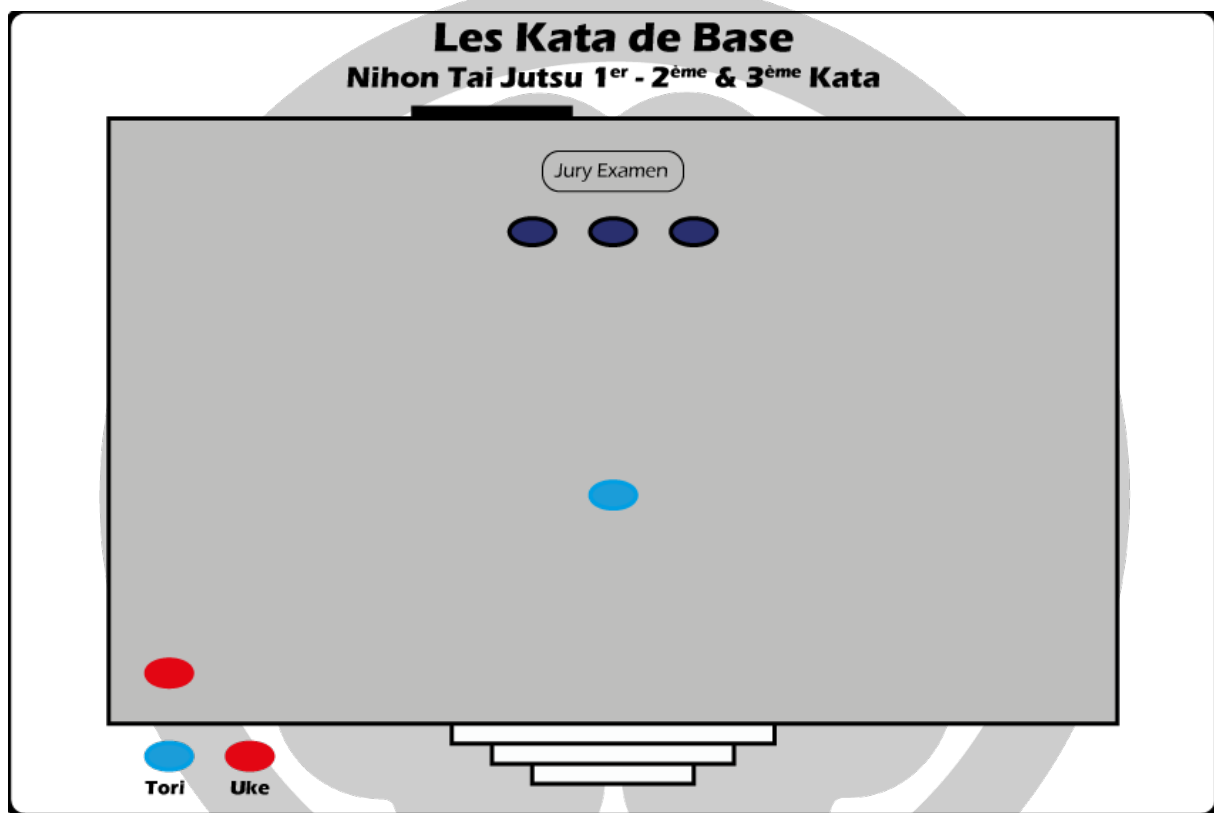 Les Kata de Base
Nihon Tai Jutsu 1er - 2ème & 3ème Kata
Jury Examen
Tori Uke